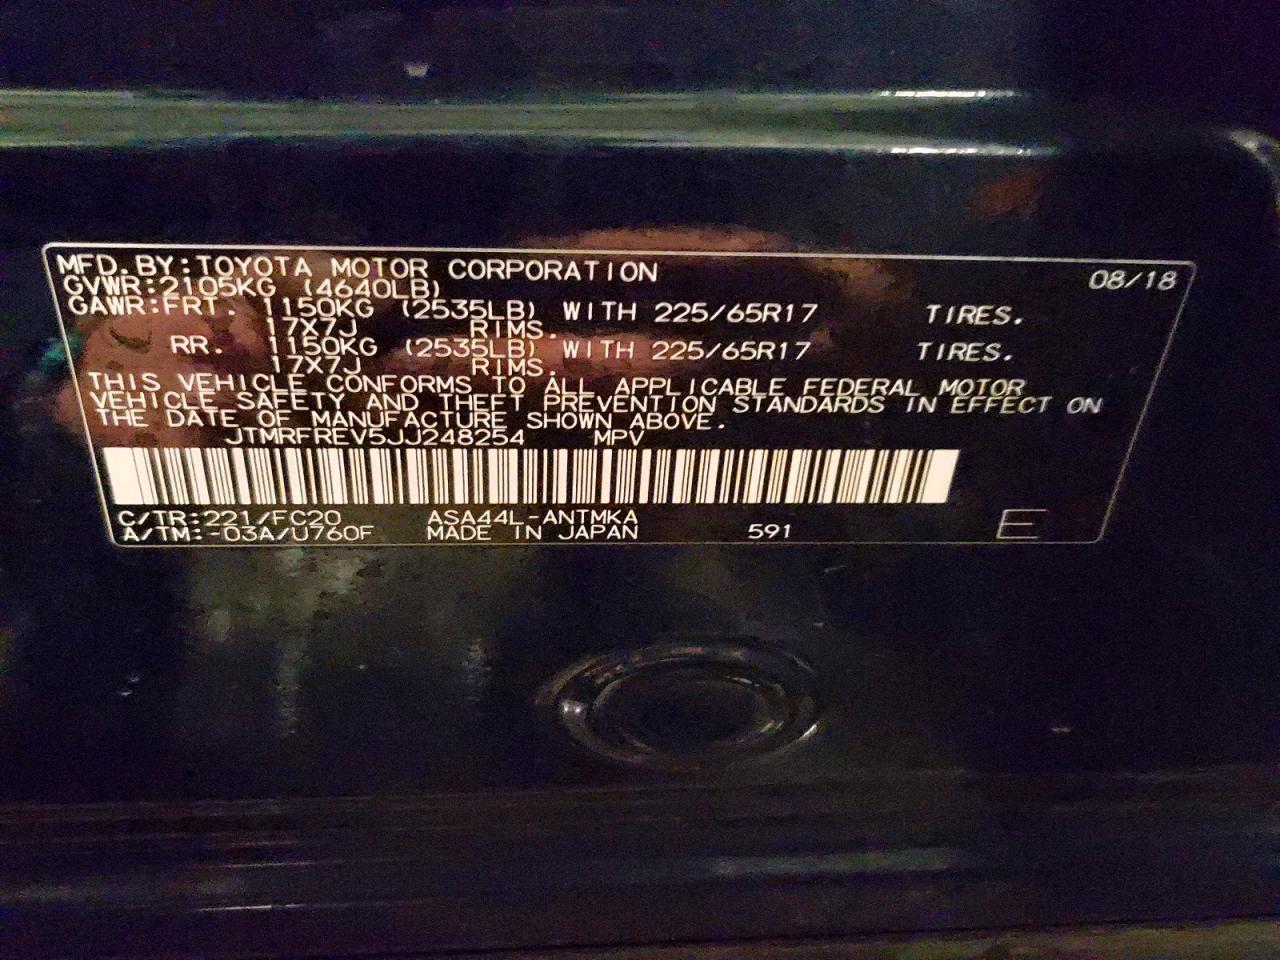 MFD.BY:TOYOTA MOTOR CORPORATION 08/18
GVWR:2105KG (4640LB)
GAWR:FRT. 1150KG (2535LB) WITH 225/65R17 TIRES.
17X7J RIMS.
RR. 1150KG (2535LB) WITH 225/65R17 TIRES.
17X7J RIMS.
THIS VEHICLE CONFORMS TO ALL APPLICABLE FEDERAL MOTOR
VEHICLE SAFETY AND THEFT PREVENTION STANDARDS IN EFFECT ON
THE DATE OF MANUFACTURE SHOWN ABOVE.
JTMRFREV5JJ248254 MPV
C/TR:221/FC20 ASA44L-ANTMKA
A/TM:-03A/U760F MADE IN JAPAN 591 E